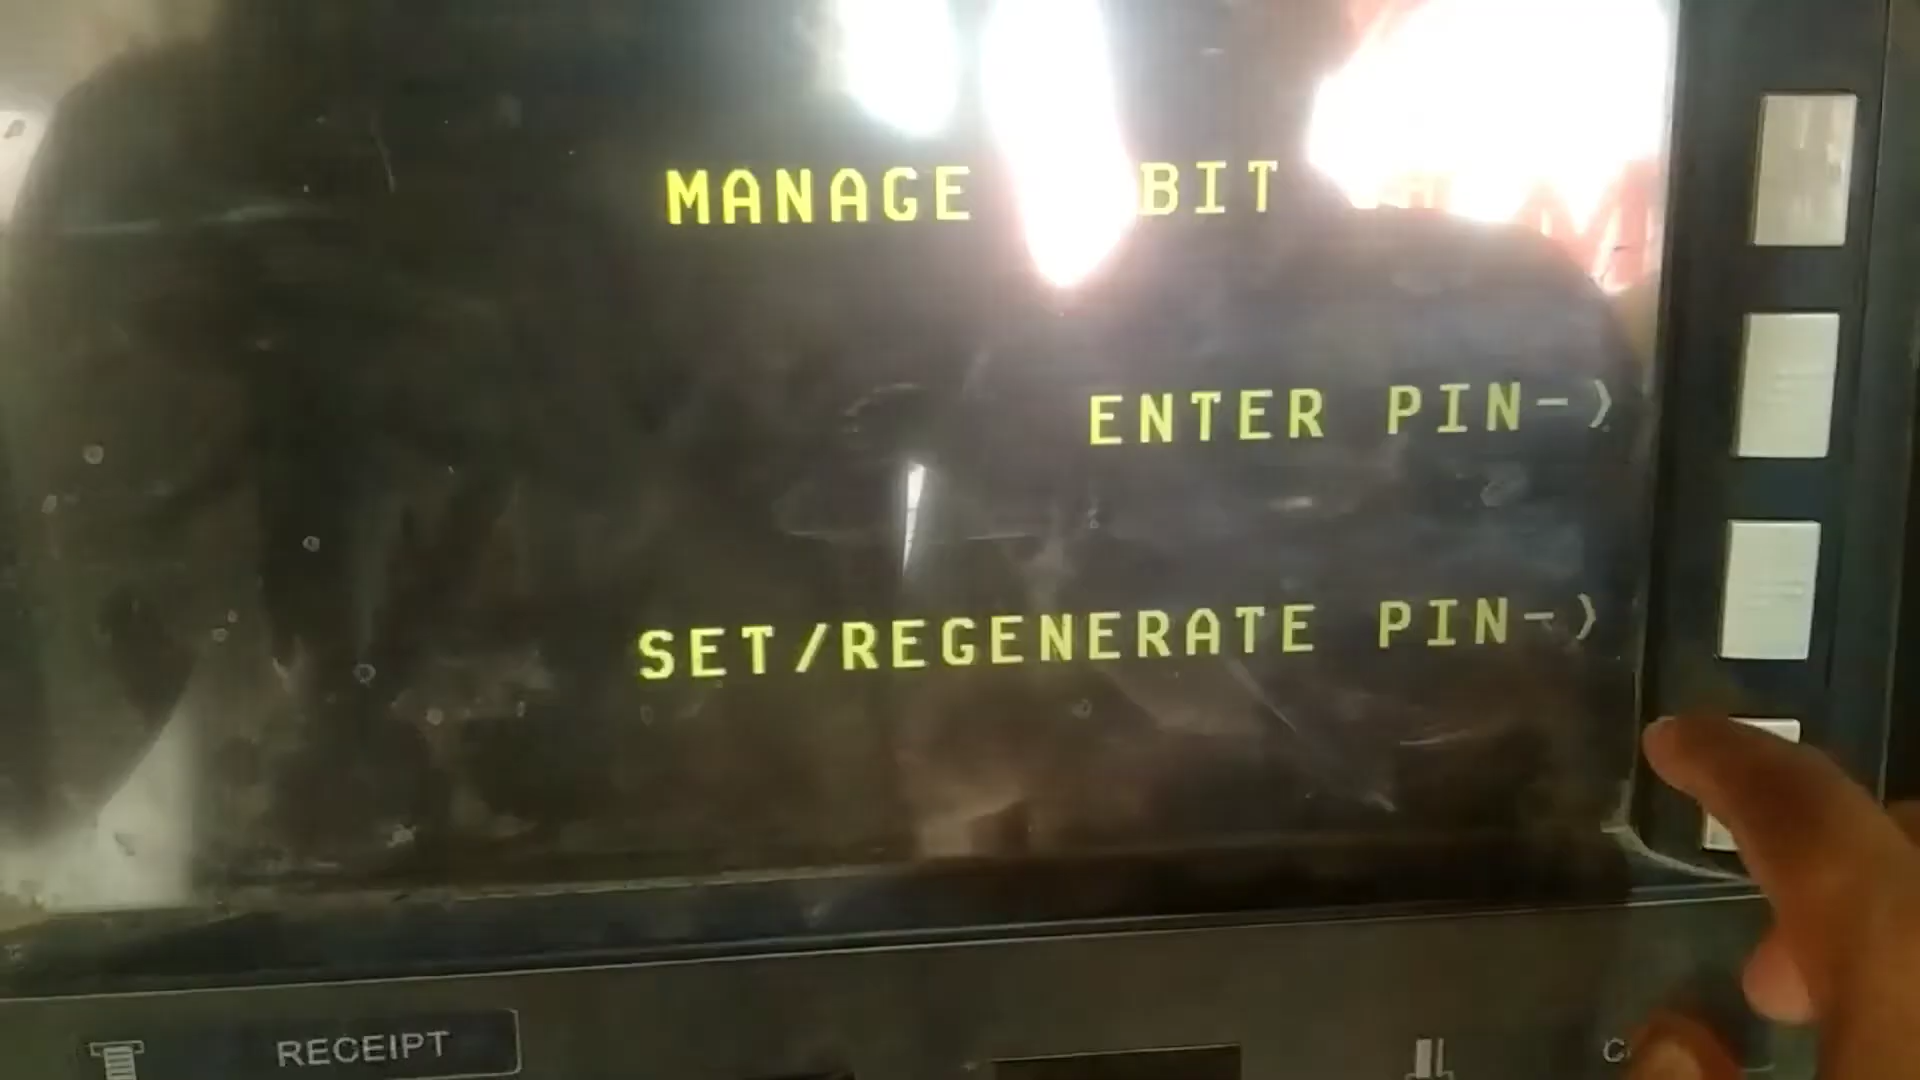 MANAGE BIT
ENTER PIN->
SET/REGENERATE PIN->
RECEIPT